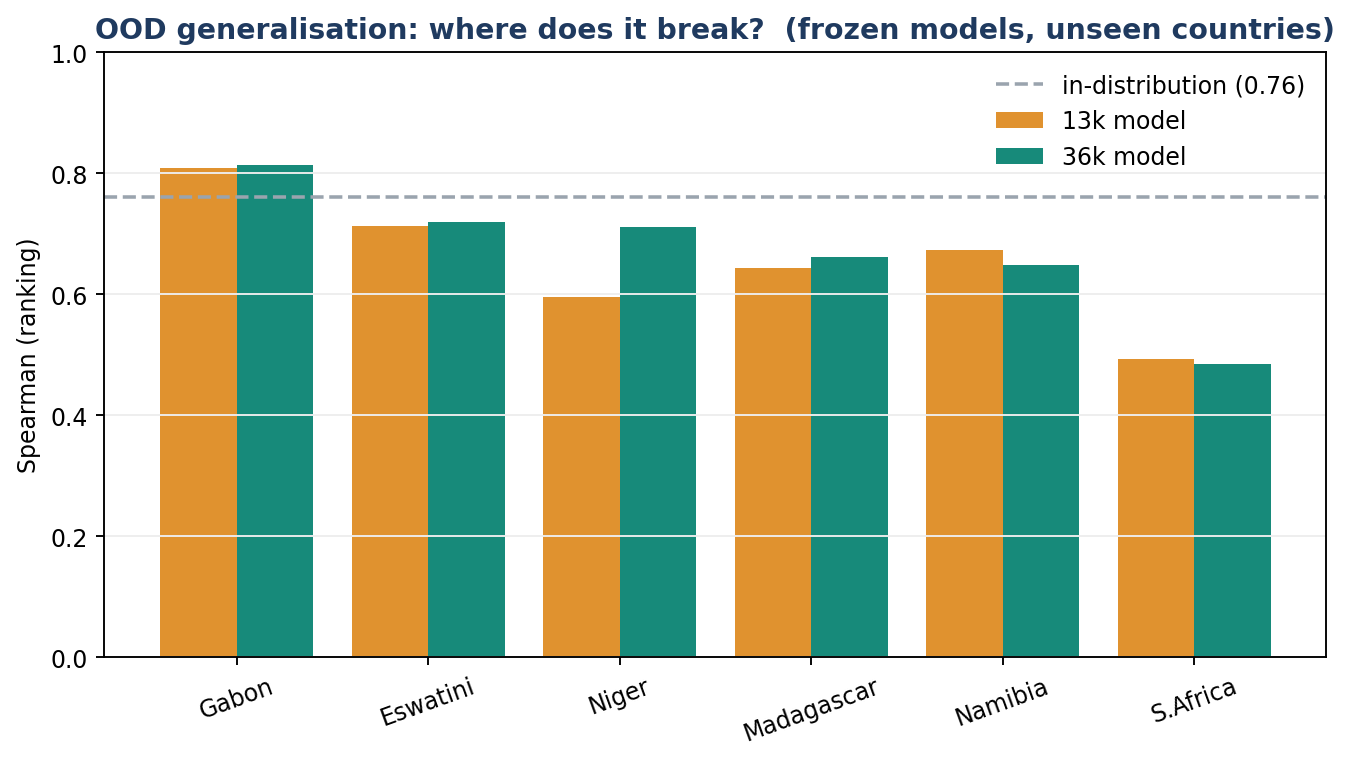 OOD generalisation: where does it break?  (frozen models, unseen countries)
1.0
0.8
0.6
0.4
0.2
0.0
Spearman (ranking)
in-distribution (0.76)
13k model
36k model
Gabon
Eswatini
Niger
Madagascar
Namibia
S.Africa